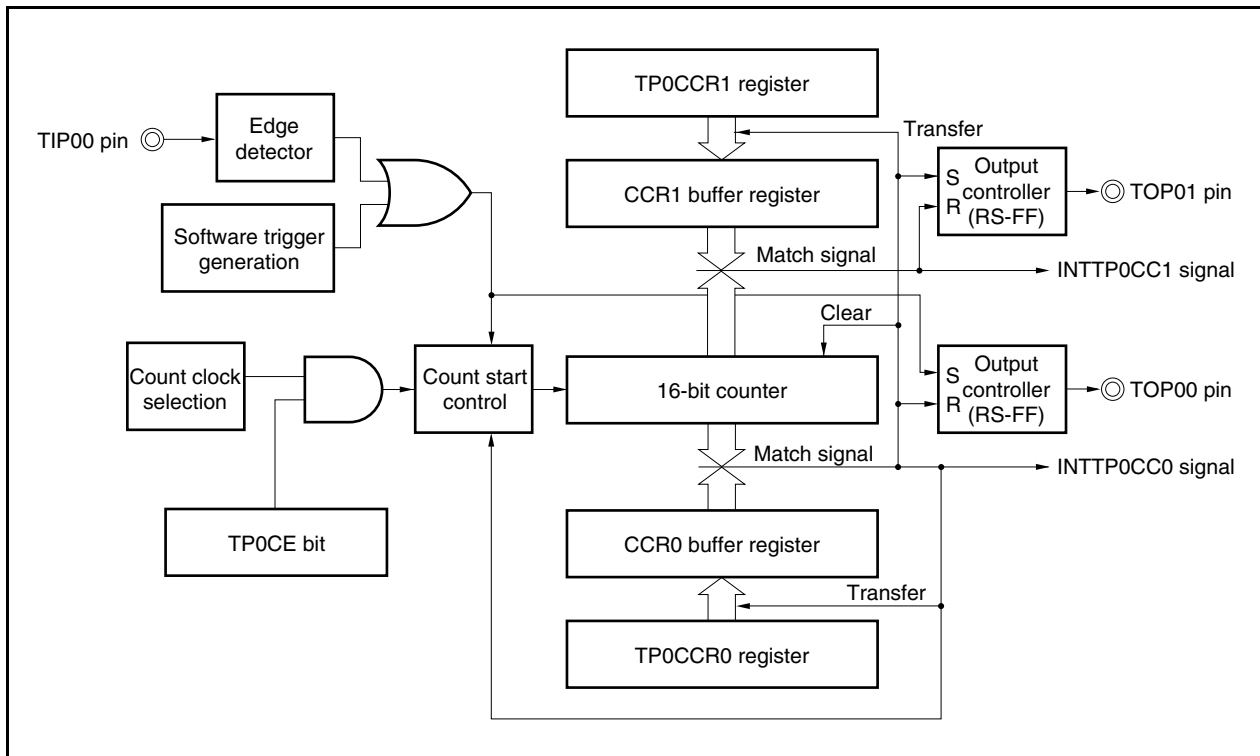 TP0CCR1 register
TIP00 pin
Edge
detector
Transfer
CCR1 buffer register
S
R
Output
controller
(RS-FF)
TOP01 pin
Software trigger
generation
Match signal
INTTP0CC1 signal
Clear
Count clock
selection
Count start
control
16-bit counter
S
R
Output
controller
(RS-FF)
TOP00 pin
Match signal
INTTP0CC0 signal
TP0CE bit
CCR0 buffer register
Transfer
TP0CCR0 register